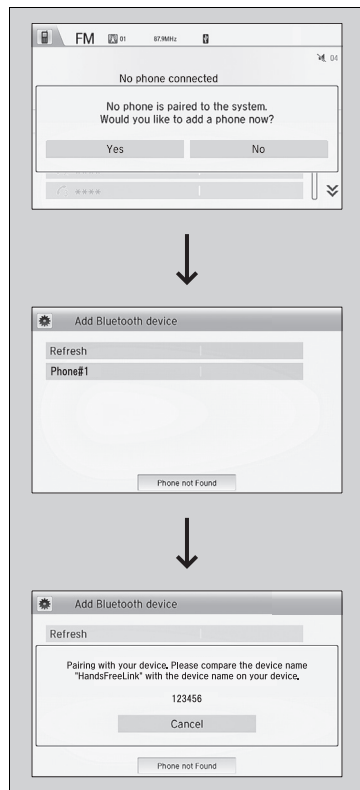 FM 01 87.9MHz
04
No phone connected
No phone is paired to the system.
Would you like to add a phone now?
Yes No
****
Add Bluetooth device
Refresh
Phone#1
Phone not Found
Add Bluetooth device
Refresh
Pairing with your device. Please compare the device name
"HandsFreeLink" with the device name on your device.
123456
Cancel
Phone not Found